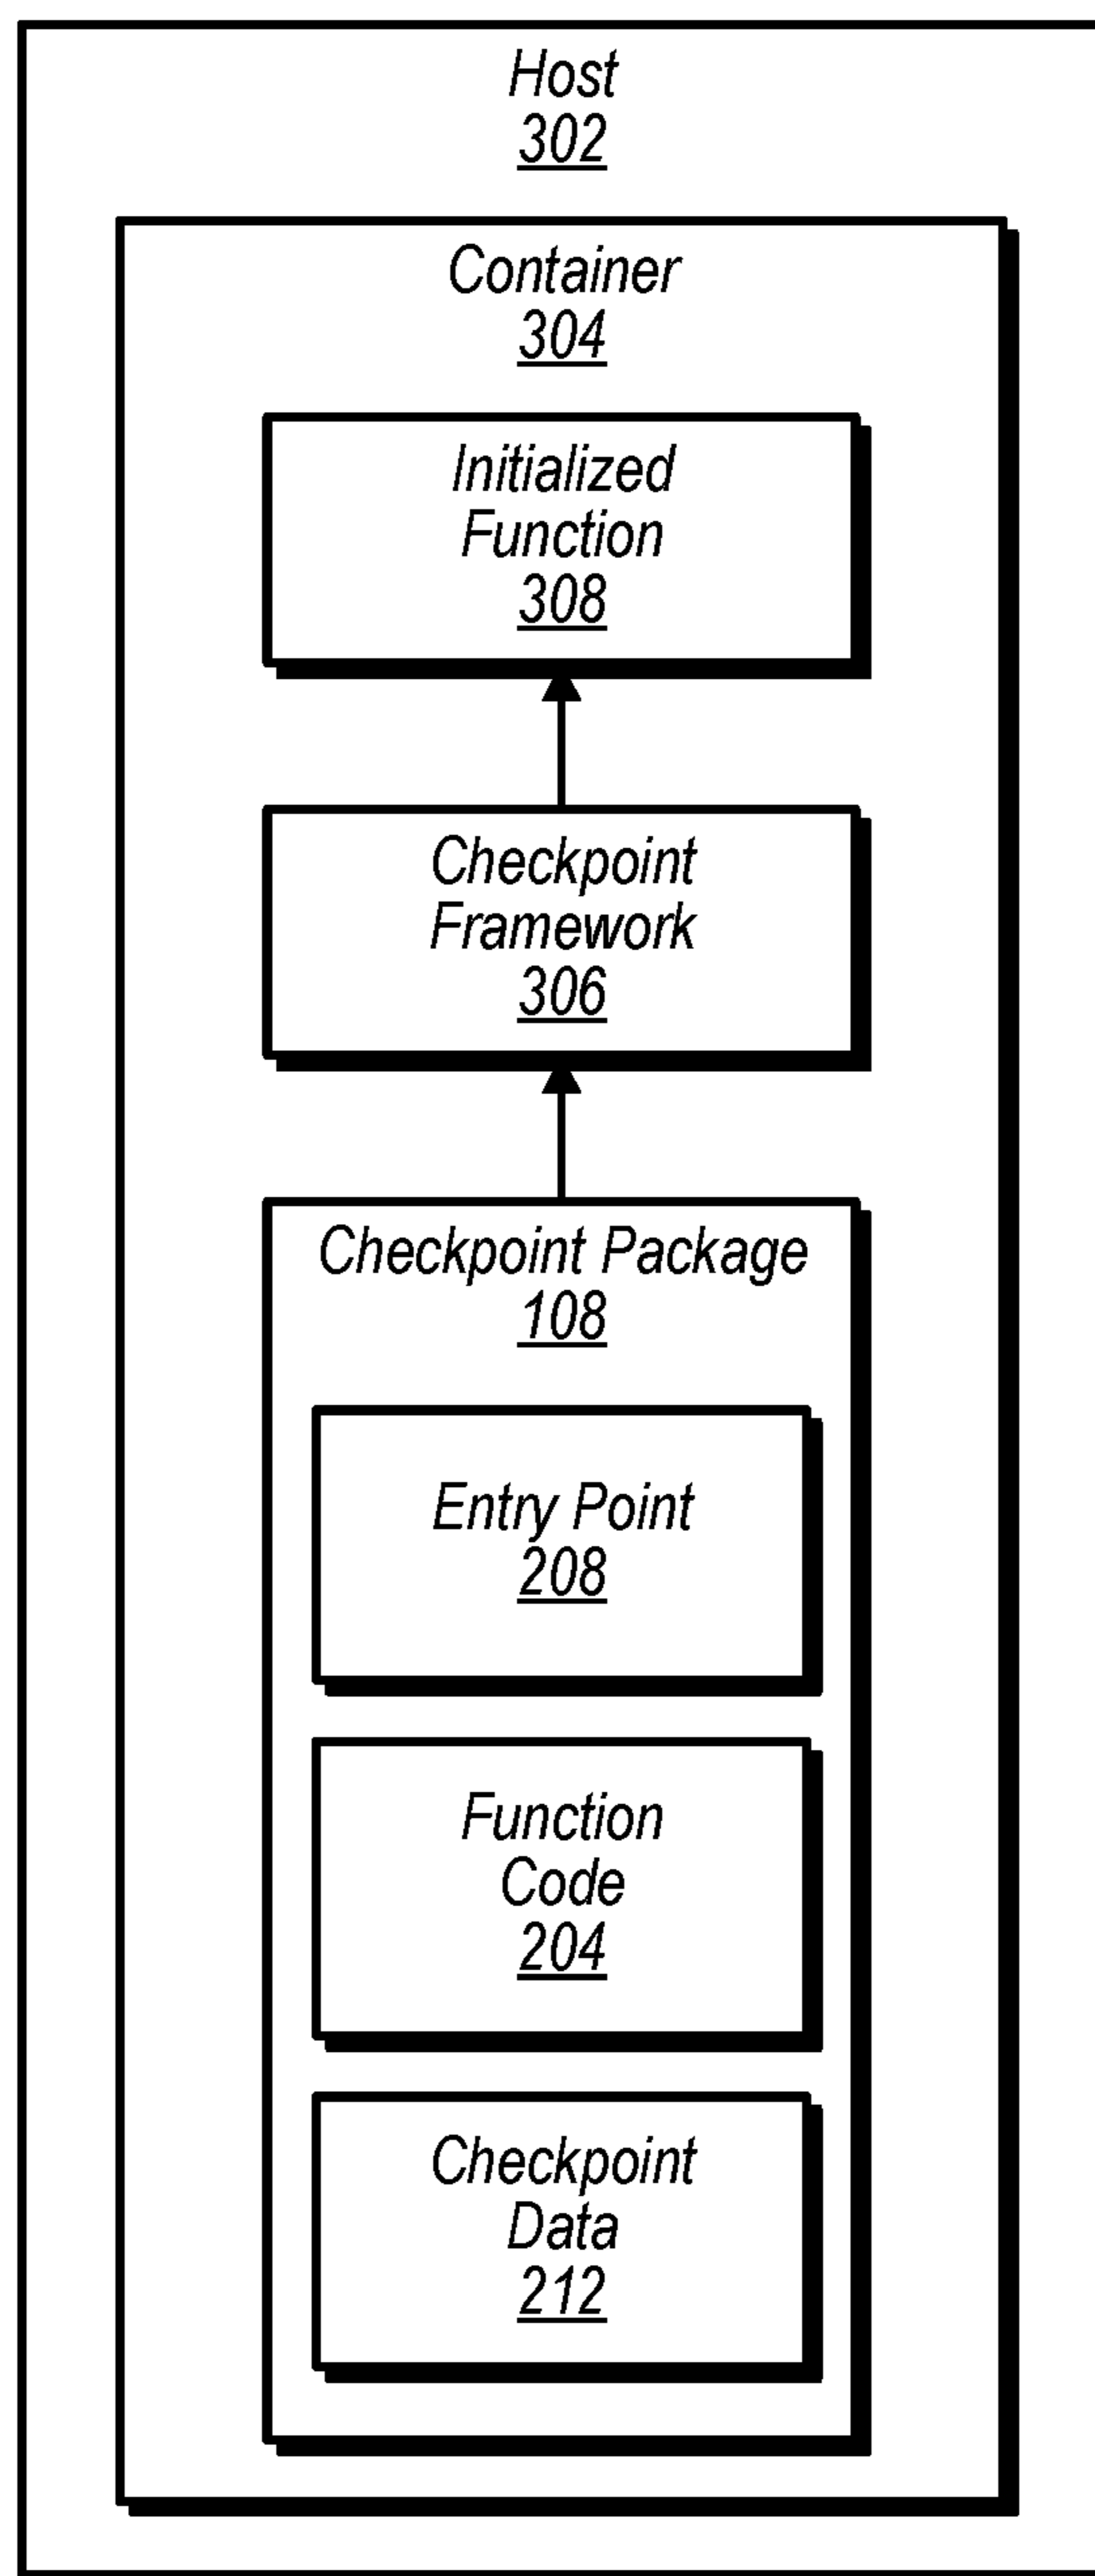 Host
302
Container
304
Initialized
Function
308
Checkpoint
Framework
306
Checkpoint Package
108
Entry Point
208
Function
Code
204
Checkpoint
Data
212